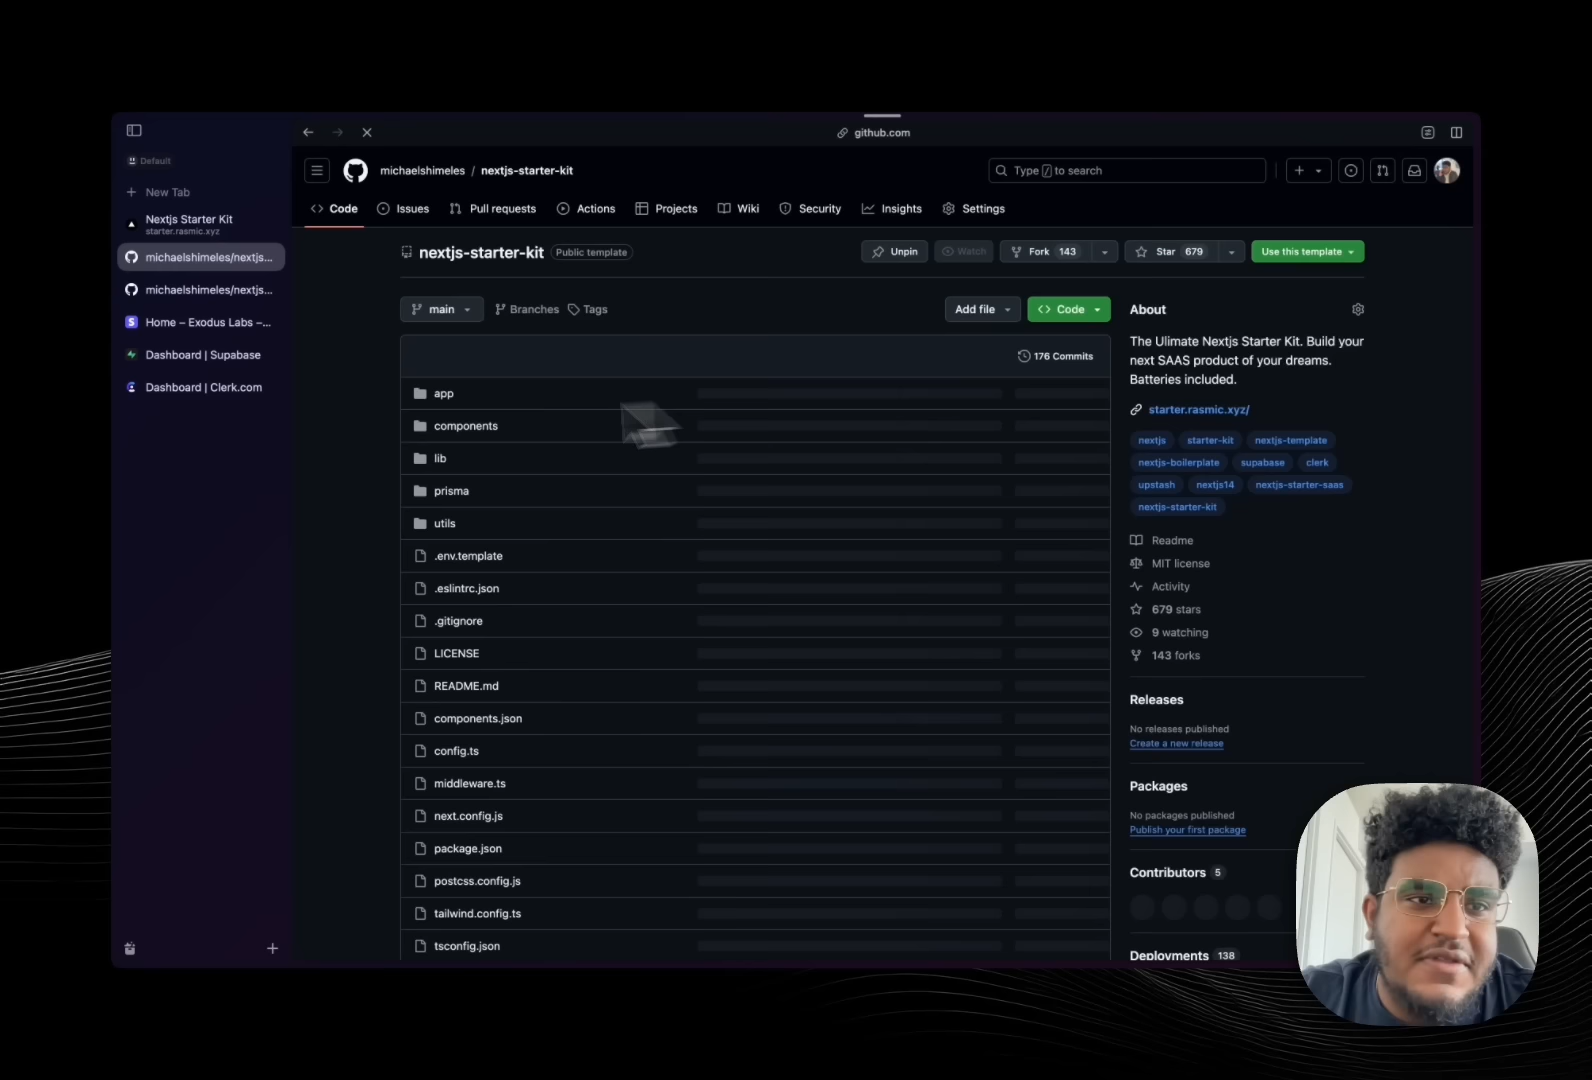 github.com
Default
New Tab
Nextjs Starter Kit
starter.rasmic.xyz
michaelshimeles/nextjs...
michaelshimeles/nextjs...
Home – Exodus Labs –...
Dashboard | Supabase
Dashboard | Clerk.com
michaelshimeles / nextjs-starter-kit
Type / to search
Code
Issues
Pull requests
Actions
Projects
Wiki
Security
Insights
Settings
nextjs-starter-kit Public template
Unpin
Watch
Fork 143
Star 679
Use this template
main
Branches
Tags
Add file
Code
176 Commits
app
components
lib
prisma
utils
.env.template
.eslintrc.json
.gitignore
LICENSE
README.md
components.json
config.ts
middleware.ts
next.config.js
package.json
postcss.config.js
tailwind.config.ts
tsconfig.json
About
The Ulimate Nextjs Starter Kit. Build your
next SAAS product of your dreams.
Batteries included.
starter.rasmic.xyz/
nextjs starter-kit nextjs-template
nextjs-boilerplate supabase clerk
upstash nextjs14 nextjs-starter-saas
nextjs-starter-kit
Readme
MIT license
Activity
679 stars
9 watching
143 forks
Releases
No releases published
Create a new release
Packages
No packages published
Publish your first package
Contributors 5
Deployments 138